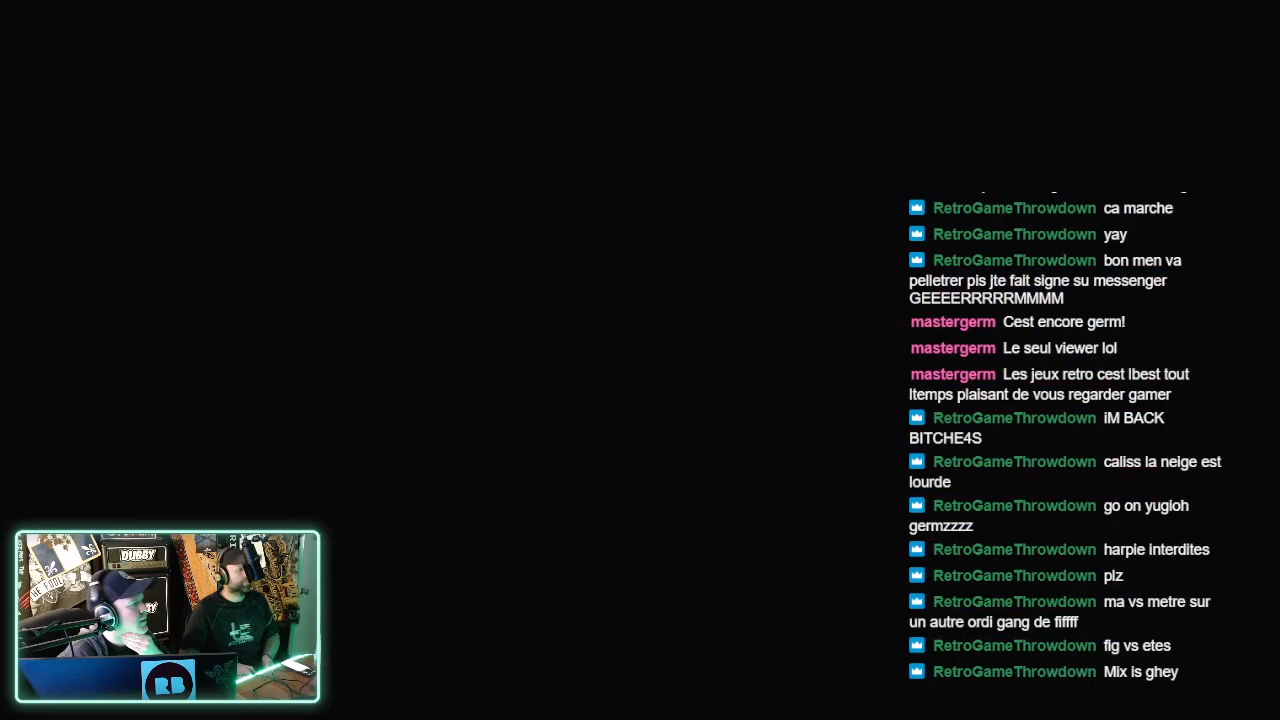 RetroGameThrowdown ca marche
RetroGameThrowdown yay
RetroGameThrowdown bon men va
pelletrer pis jte fait signe su messenger
GEEEERRRRRMMMM
mastergerm Cest encore germ!
mastergerm Le seul viewer lol
mastergerm Les jeux retro cest lbest tout
ltemps plaisant de vous regarder gamer
RetroGameThrowdown iM BACK
BITCHE4S
RetroGameThrowdown caliss la neige est
lourde
RetroGameThrowdown go on yugioh
germzzzz
RetroGameThrowdown harpie interdites
RetroGameThrowdown plz
RetroGameThrowdown ma vs metre sur
un autre ordi gang de fifffff
RetroGameThrowdown fig vs etes
RetroGameThrowdown Mix is ghey
DUBBY
RB